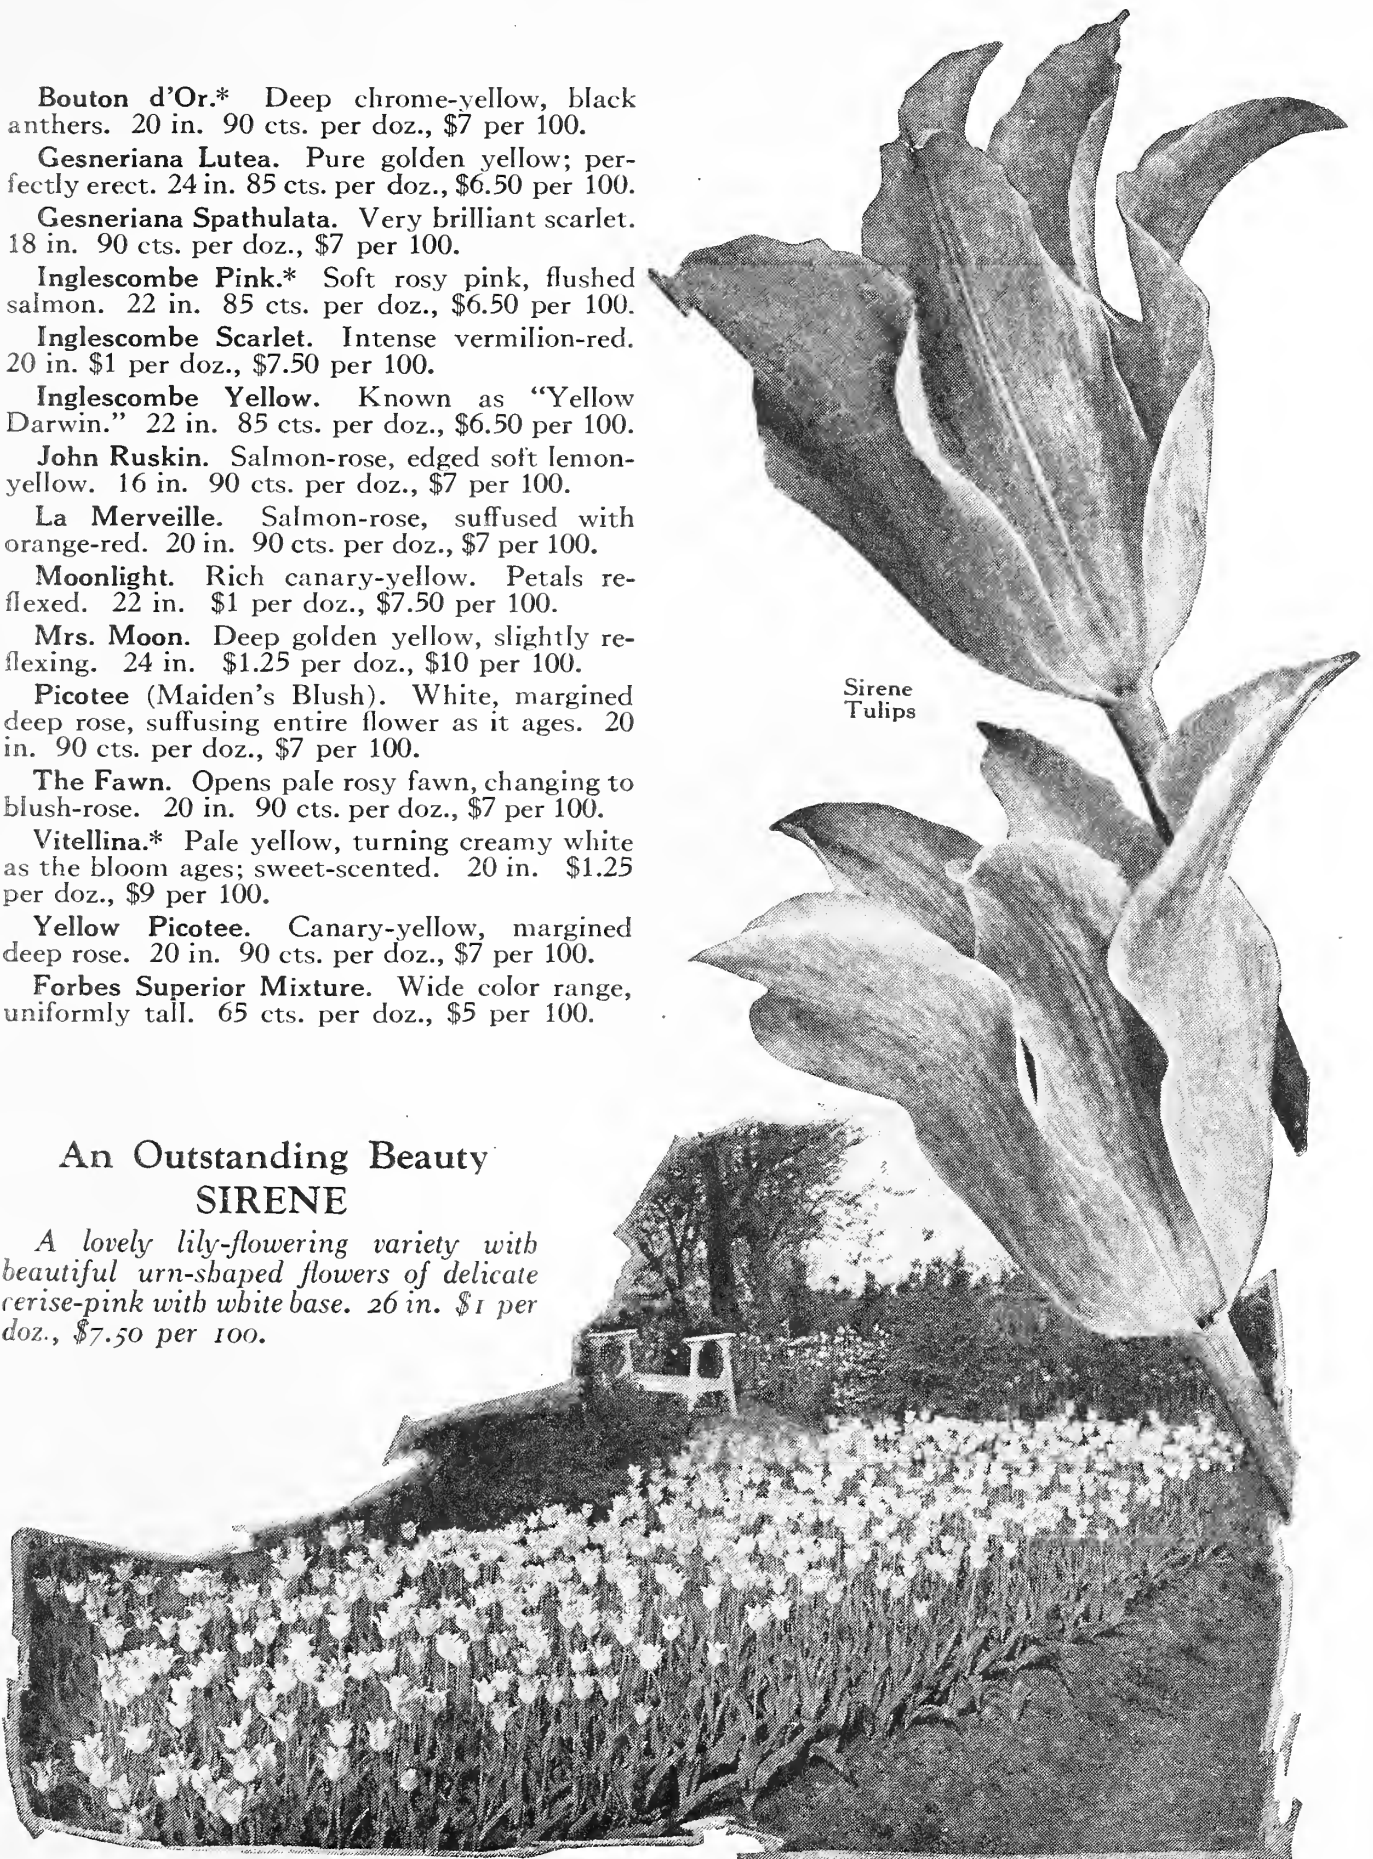 Bouton d'Or.* Deep chrome-yellow, black
anthers. 20 in. 90 cts. per doz., $7 per 100.
Gesneriana Lutea. Pure golden yellow; per-
fectly erect. 24 in. 85 cts. per doz., $6.50 per 100.
Gesneriana Spathulata. Very brilliant scarlet.
18 in. 90 cts. per doz., $7 per 100.
Inglescombe Pink.* Soft rosy pink, flushed
salmon. 22 in. 85 cts. per doz., $6.50 per 100.
Inglescombe Scarlet. Intense vermilion-red.
20 in. $1 per doz., $7.50 per 100.
Inglescombe Yellow. Known as “Yellow
Darwin.” 22 in. 85 cts. per doz., $6.50 per 100.
John Ruskin. Salmon-rose, edged soft lemon-
yellow. 16 in. 90 cts. per doz., $7 per 100.
La Merveille. Salmon-rose, suffused with
orange-red. 20 in. 90 cts. per doz., $7 per 100.
Moonlight. Rich canary-yellow. Petals re-
flexed. 22 in. $1 per doz., $7.50 per 100.
Mrs. Moon. Deep golden yellow, slightly re-
flexing. 24 in. $1.25 per doz., $10 per 100.
Picotee (Maiden's Blush). White, margined
deep rose, suffusing entire flower as it ages. 20
in. 90 cts. per doz., $7 per 100.
The Fawn. Opens pale rosy fawn, changing to
blush-rose. 20 in. 90 cts. per doz., $7 per 100.
Vitellina.* Pale yellow, turning creamy white
as the bloom ages; sweet-scented. 20 in. $1.25
per doz., $9 per 100.
Yellow Picotee. Canary-yellow, margined
deep rose. 20 in. 90 cts. per doz., $7 per 100.
Forbes Superior Mixture. Wide color range,
uniformly tall. 65 cts. per doz., $5 per 100.
Sirene
Tulips
An Outstanding Beauty
SIRENE
A lovely lily-flowering variety with
beautiful urn-shaped flowers of delicate
cerise-pink with white base. 26 in. $1 per
doz., $7.50 per 100.